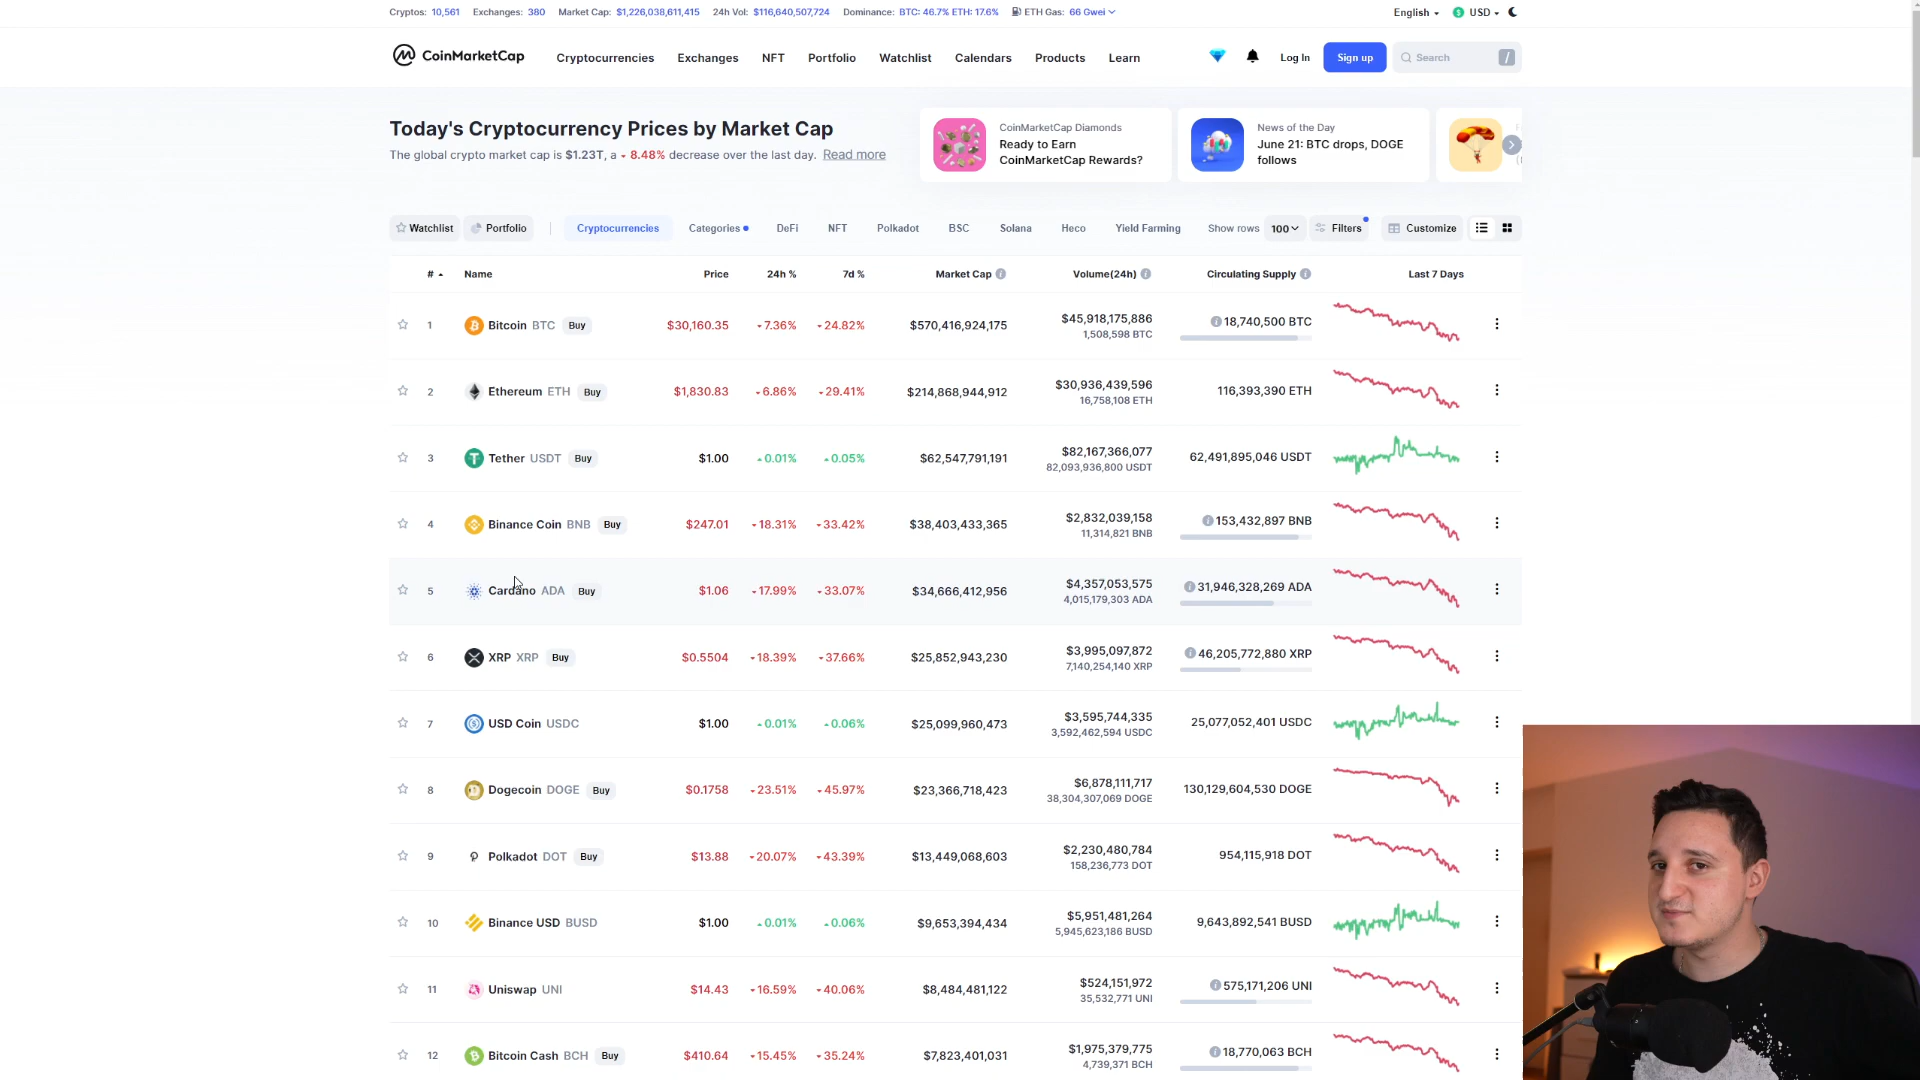 Cryptos: 10,561 Exchanges: 380 Market Cap: $1,226,038,611,415 24h Vol: $116,640,507,724 Dominance: BTC: 46.7% ETH: 17.6% ETH Gas: 66 Gwei English USD
CoinMarketCap Cryptocurrencies Exchanges NFT Portfolio Watchlist Calendars Products Learn Log In Sign up Search /
Today's Cryptocurrency Prices by Market Cap
The global crypto market cap is $1.23T, a 8.48% decrease over the last day. Read more
CoinMarketCap Diamonds
Ready to Earn
CoinMarketCap Rewards?
News of the Day
June 21: BTC drops, DOGE
follows
Watchlist Portfolio Cryptocurrencies Categories DeFi NFT Polkadot BSC Solana Heco Yield Farming Show rows 100 Filters Customize
# Name Price 24h % 7d % Market Cap Volume(24h) Circulating Supply Last 7 Days
1 Bitcoin BTC Buy $30,160.35 7.36% 24.82% $570,416,924,175 $45,918,175,886 18,740,500 BTC
1,508,598 BTC
2 Ethereum ETH Buy $1,830.83 6.86% 29.41% $214,868,944,912 $30,936,439,596 116,393,390 ETH
16,758,108 ETH
3 Tether USDT Buy $1.00 0.01% 0.05% $62,547,791,191 $82,167,366,077 62,491,895,046 USDT
82,093,936,800 USDT
4 Binance Coin BNB Buy $247.01 18.31% 33.42% $38,403,433,365 $2,832,039,158 153,432,897 BNB
11,314,821 BNB
5 Cardano ADA Buy $1.06 17.99% 33.07% $34,666,412,956 $4,357,053,575 31,946,328,269 ADA
4,015,179,303 ADA
6 XRP XRP Buy $0.5504 18.39% 37.66% $25,852,943,230 $3,995,097,872 46,205,772,880 XRP
7,140,254,140 XRP
7 USD Coin USDC $1.00 0.01% 0.06% $25,099,960,473 $3,595,744,335 25,077,052,401 USDC
3,592,462,594 USDC
8 Dogecoin DOGE Buy $0.1758 23.51% 45.97% $23,366,718,423 $6,878,111,717 130,129,604,530 DOGE
38,304,307,069 DOGE
9 Polkadot DOT Buy $13.88 20.07% 43.39% $13,449,068,603 $2,230,480,784 954,115,918 DOT
158,236,773 DOT
10 Binance USD BUSD $1.00 0.01% 0.06% $9,653,394,434 $5,951,481,264 9,643,892,541 BUSD
5,945,623,186 BUSD
11 Uniswap UNI $14.43 16.59% 40.06% $8,484,481,122 $524,151,972 575,171,206 UNI
35,532,771 UNI
12 Bitcoin Cash BCH Buy $410.64 15.45% 35.24% $7,823,401,031 $1,975,379,775 18,770,063 BCH
4,739,371 BCH